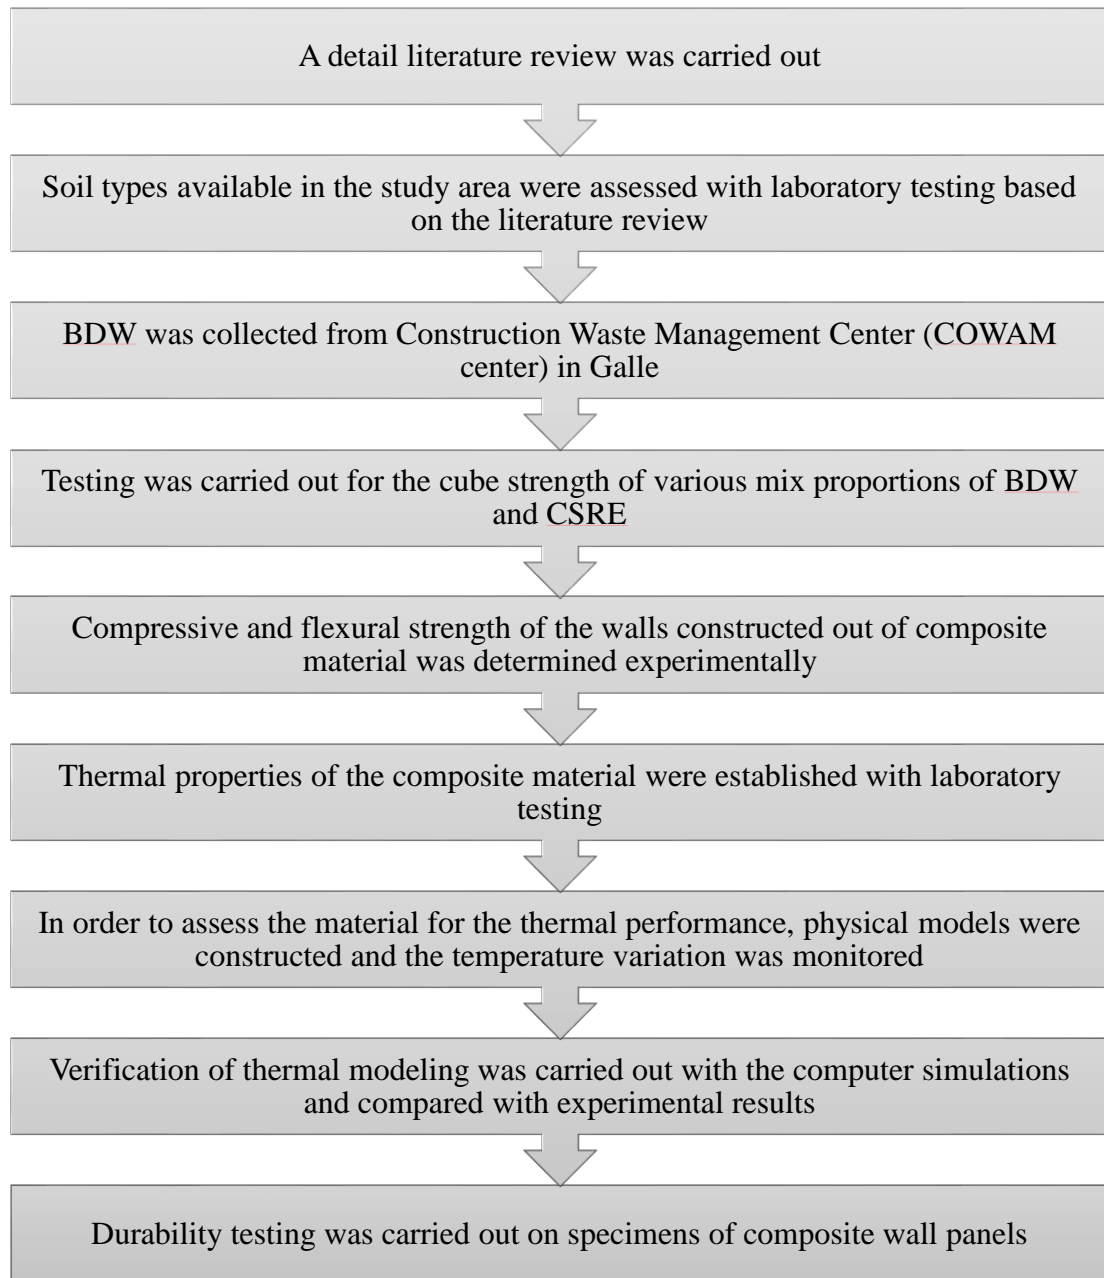 A detail literature review was carried out
Soil types available in the study area were assessed with laboratory testing based
on the literature review
BDW was collected from Construction Waste Management Center (COWAM
center) in Galle
Testing was carried out for the cube strength of various mix proportions of BDW
and CSRE
Compressive and flexural strength of the walls constructed out of composite
material was determined experimentally
Thermal properties of the composite material were established with laboratory
testing
In order to assess the material for the thermal performance, physical models were
constructed and the temperature variation was monitored
Verification of thermal modeling was carried out with the computer simulations
and compared with experimental results
Durability testing was carried out on specimens of composite wall panels